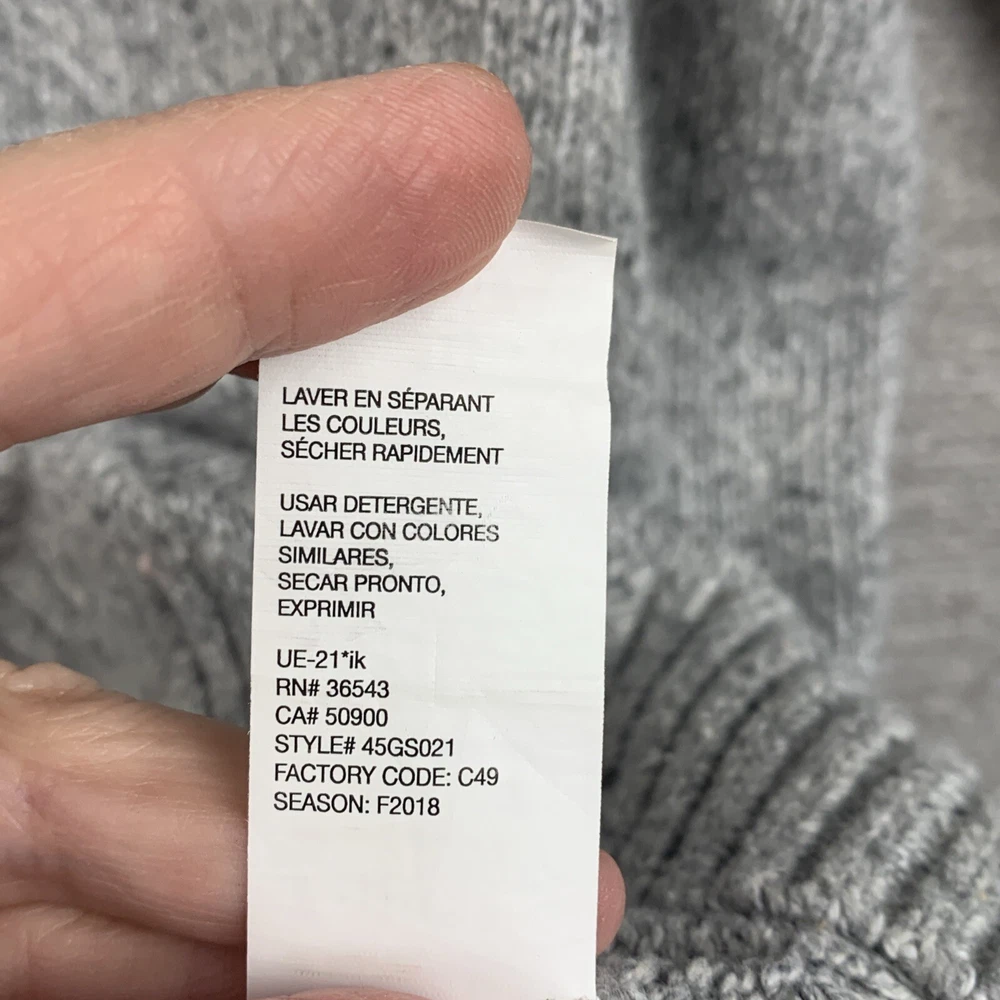 LAVER EN SÉPARANT
LES COULEURS,
SÉCHER RAPIDEMENT
USAR DETERGENTE,
LAVAR CON COLORES
SIMILARES,
SECAR PRONTO,
EXPRIMIR
UE-21*ik
RN# 36543
CA# 50900
STYLE# 45GS021
FACTORY CODE: C49
SEASON: F2018